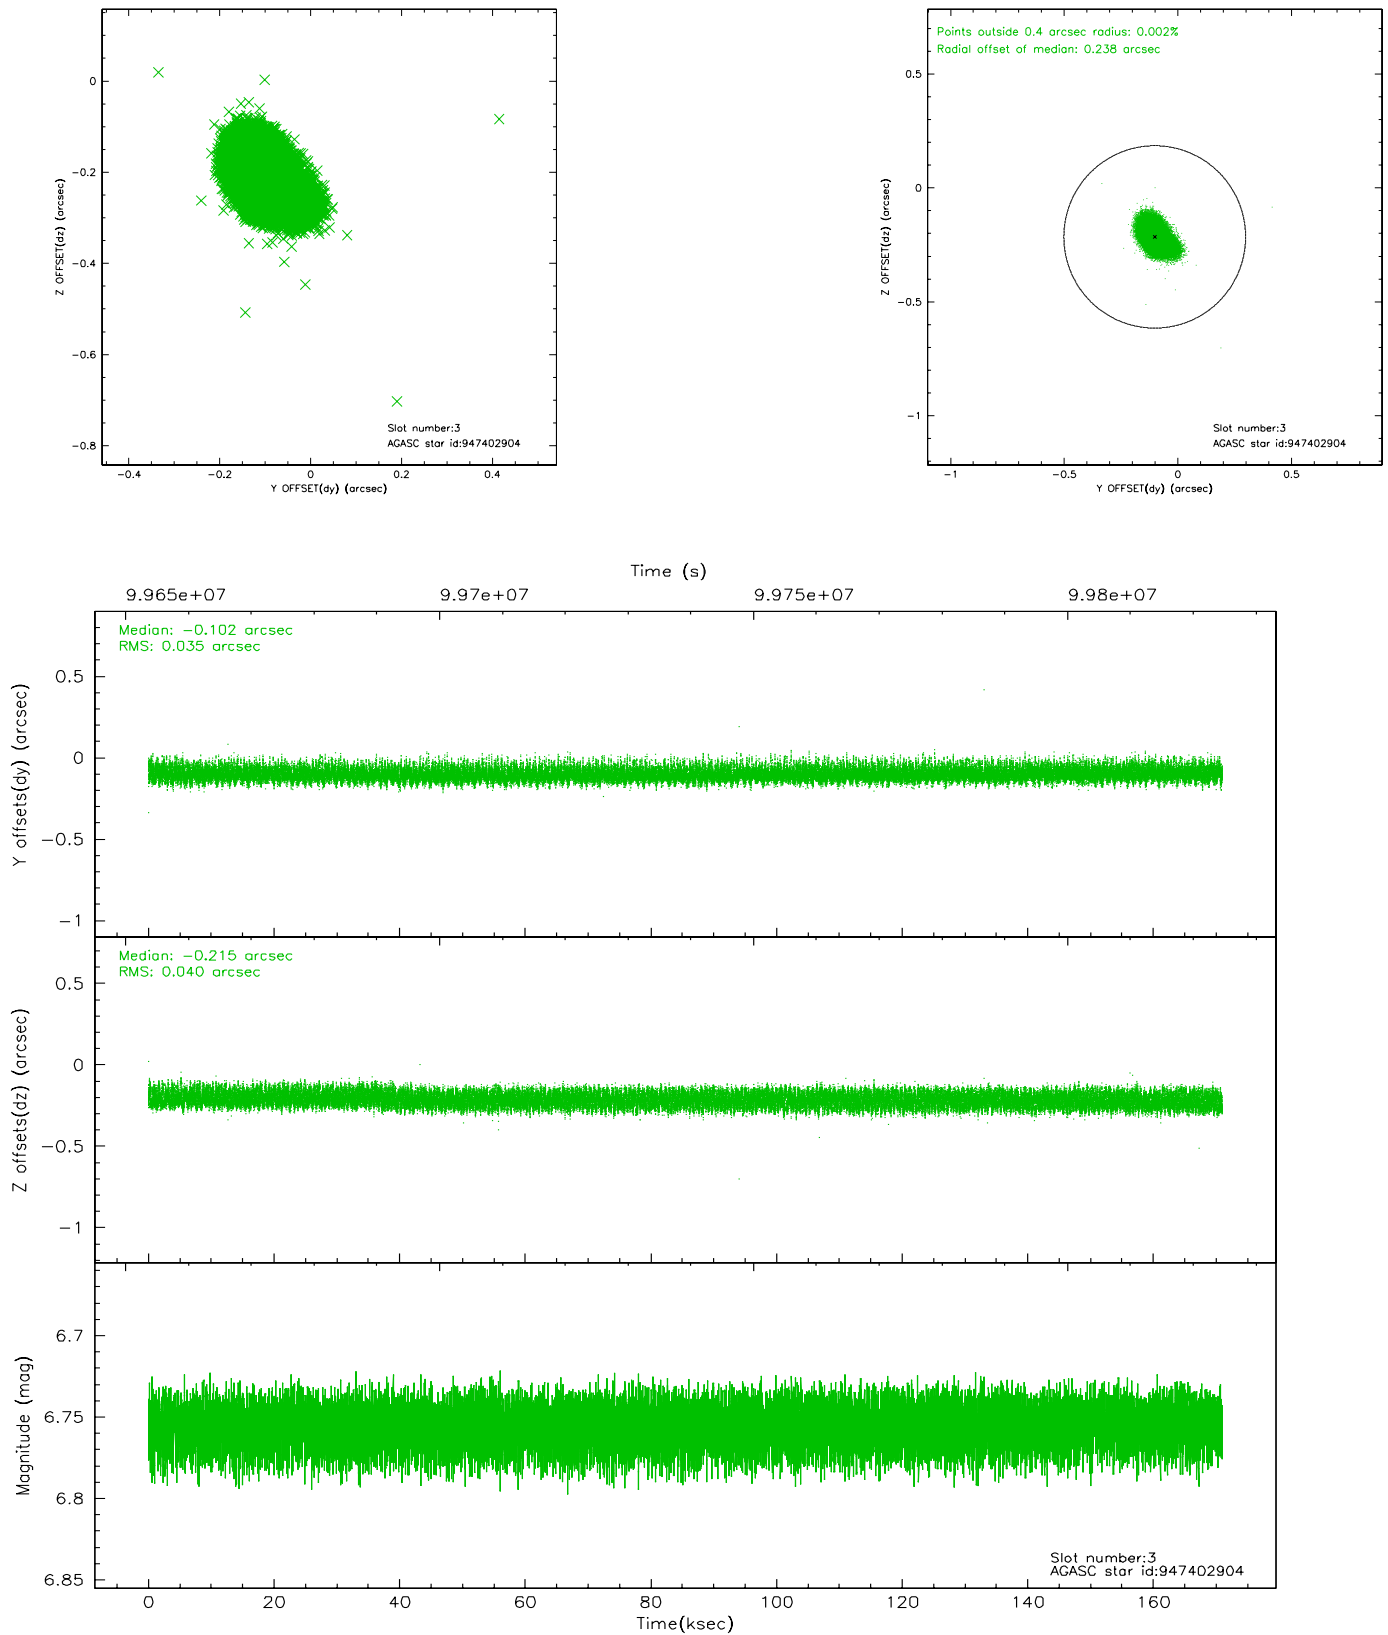 0
−0.2
−0.4
−0.6
−0.8
Z OFFSET(dz) (arcsec)
Slot number:3
AGASC star id:947402904
−0.4 −0.2 0 0.2 0.4
Y OFFSET(dy) (arcsec)
Points outside 0.4 arcsec radius: 0.002%
Radial offset of median: 0.238 arcsec
0.5
0
−0.5
−1
Z OFFSET(dz) (arcsec)
Slot number:3
AGASC star id:947402904
−1 −0.5 0 0.5
Y OFFSET(dy) (arcsec)
Time (s)
9.965e+07 9.97e+07 9.975e+07 9.98e+07
Median: −0.102 arcsec
RMS: 0.035 arcsec
0.5
0
−0.5
−1
Y offsets(dy) (arcsec)
Median: −0.215 arcsec
RMS: 0.040 arcsec
0.5
0
−0.5
−1
Z offsets(dz) (arcsec)
6.7
6.75
6.8
6.85
Magnitude (mag)
Slot number:3
AGASC star id:947402904
0 20 40 60 80 100 120 140 160
Time(ksec)